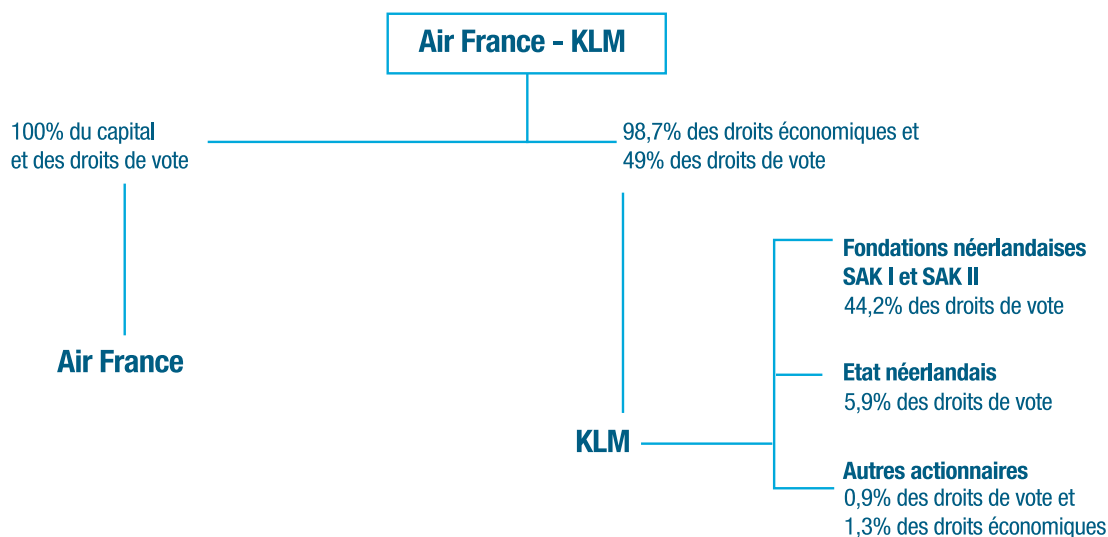 Air France - KLM
100% du capital
et des droits de vote
98,7% des droits économiques et
49% des droits de vote
Air France
KLM
Fondations néerlandaises
SAK I et SAK II
44,2% des droits de vote
Etat néerlandais
5,9% des droits de vote
Autres actionnaires
0,9% des droits de vote et
1,3% des droits économiques